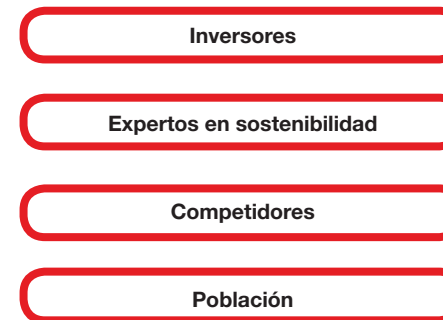 Inversores
Expertos en sostenibilidad
Competidores
Población